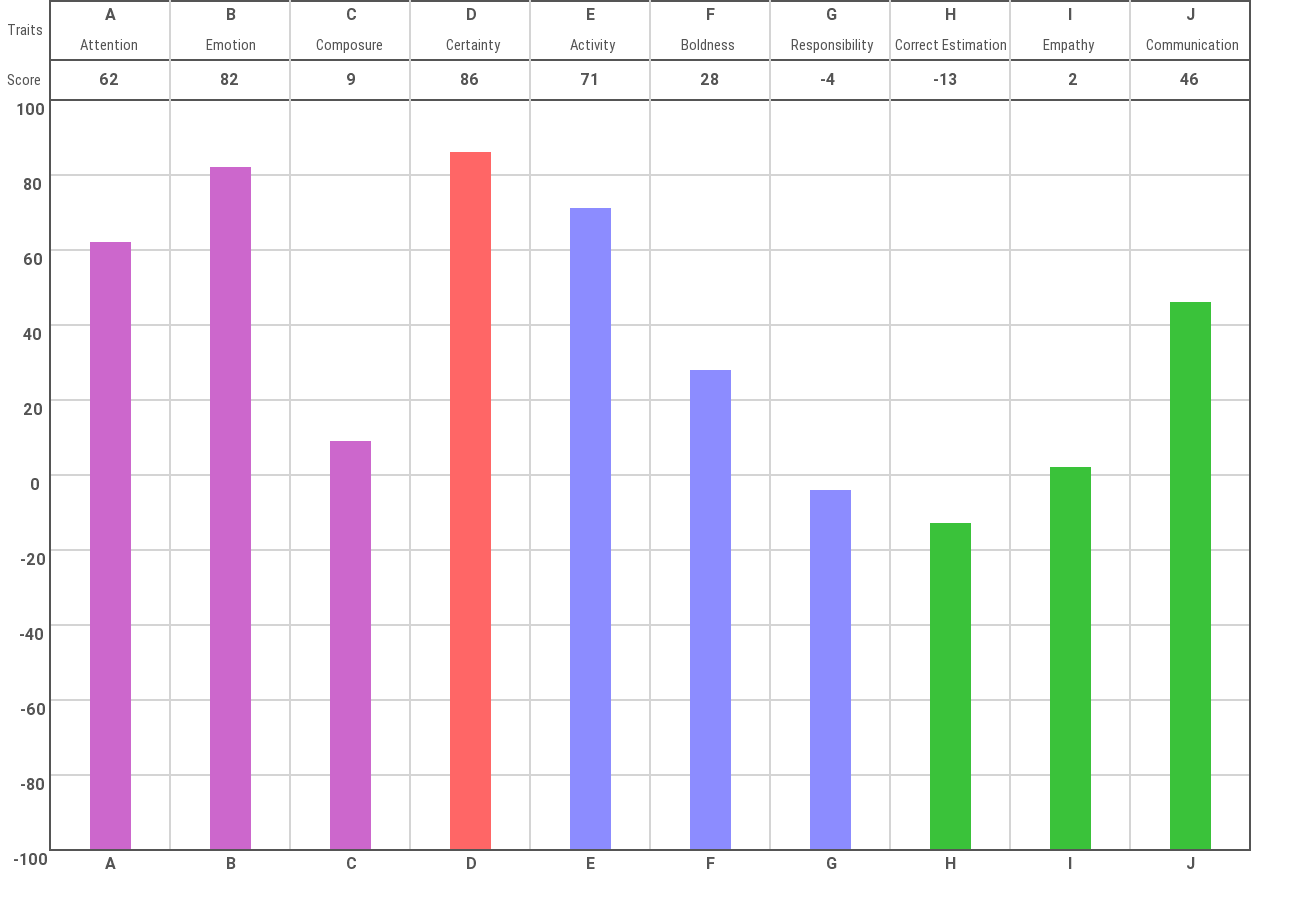 Traits A B C D E F G H I J
Attention Emotion Composure Certainty Activity Boldness Responsibility Correct Estimation Empathy Communication
Score 62 82 9 86 71 28 -4 -13 2 46
100
80
60
40
20
0
-20
-40
-60
-80
-100
A B C D E F G H I J